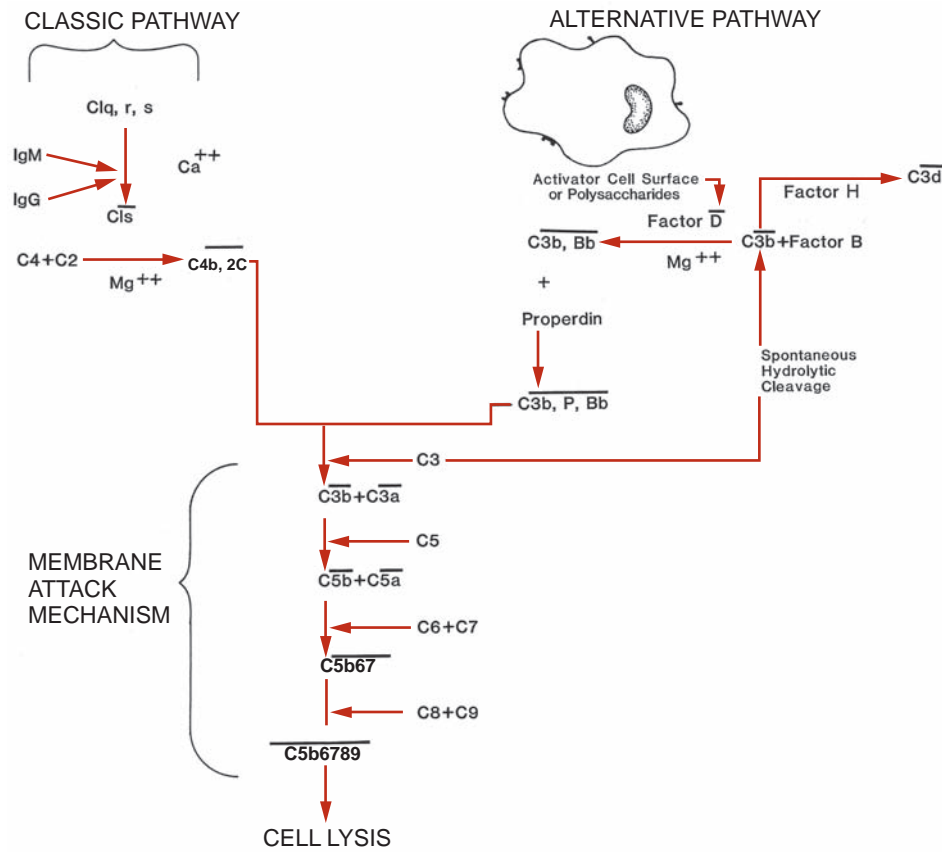 CLASSIC PATHWAY
Clq, r, s
IgM
IgG
Ca++
Cls
C4+C2
Mg++
C4b, 2C
ALTERNATIVE PATHWAY
Activator Cell Surface
or Polysaccharides
Factor D
C3b, Bb
Mg++
C3b+Factor B
Factor H
C3d
+
Properdin
C3b, P, Bb
Spontaneous
Hydrolytic
Cleavage
MEMBRANE
ATTACK
MECHANISM
C3
C3b+C3a
C5
C5b+C5a
C6+C7
C5b67
C8+C9
C5b6789
CELL LYSIS